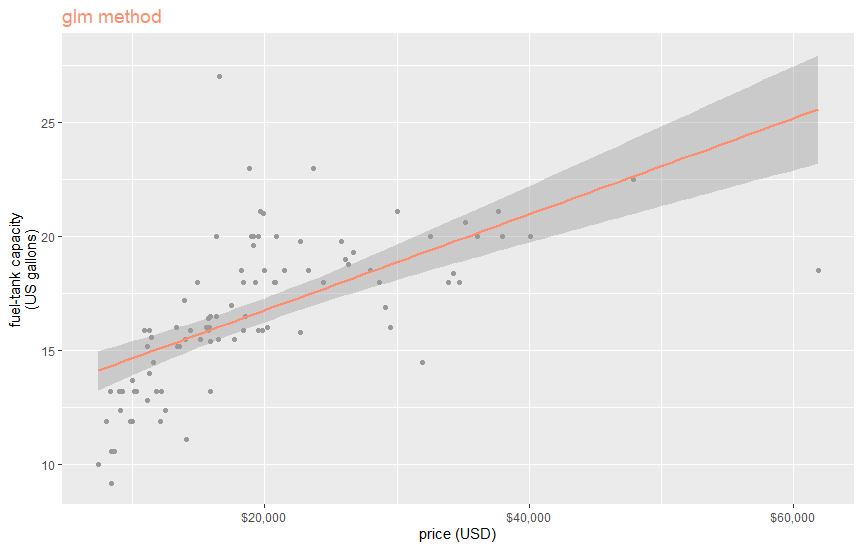 glm method
25
20
15
10
fuel-tank capacity
(US gallons)
$20,000
$40,000
$60,000
price (USD)